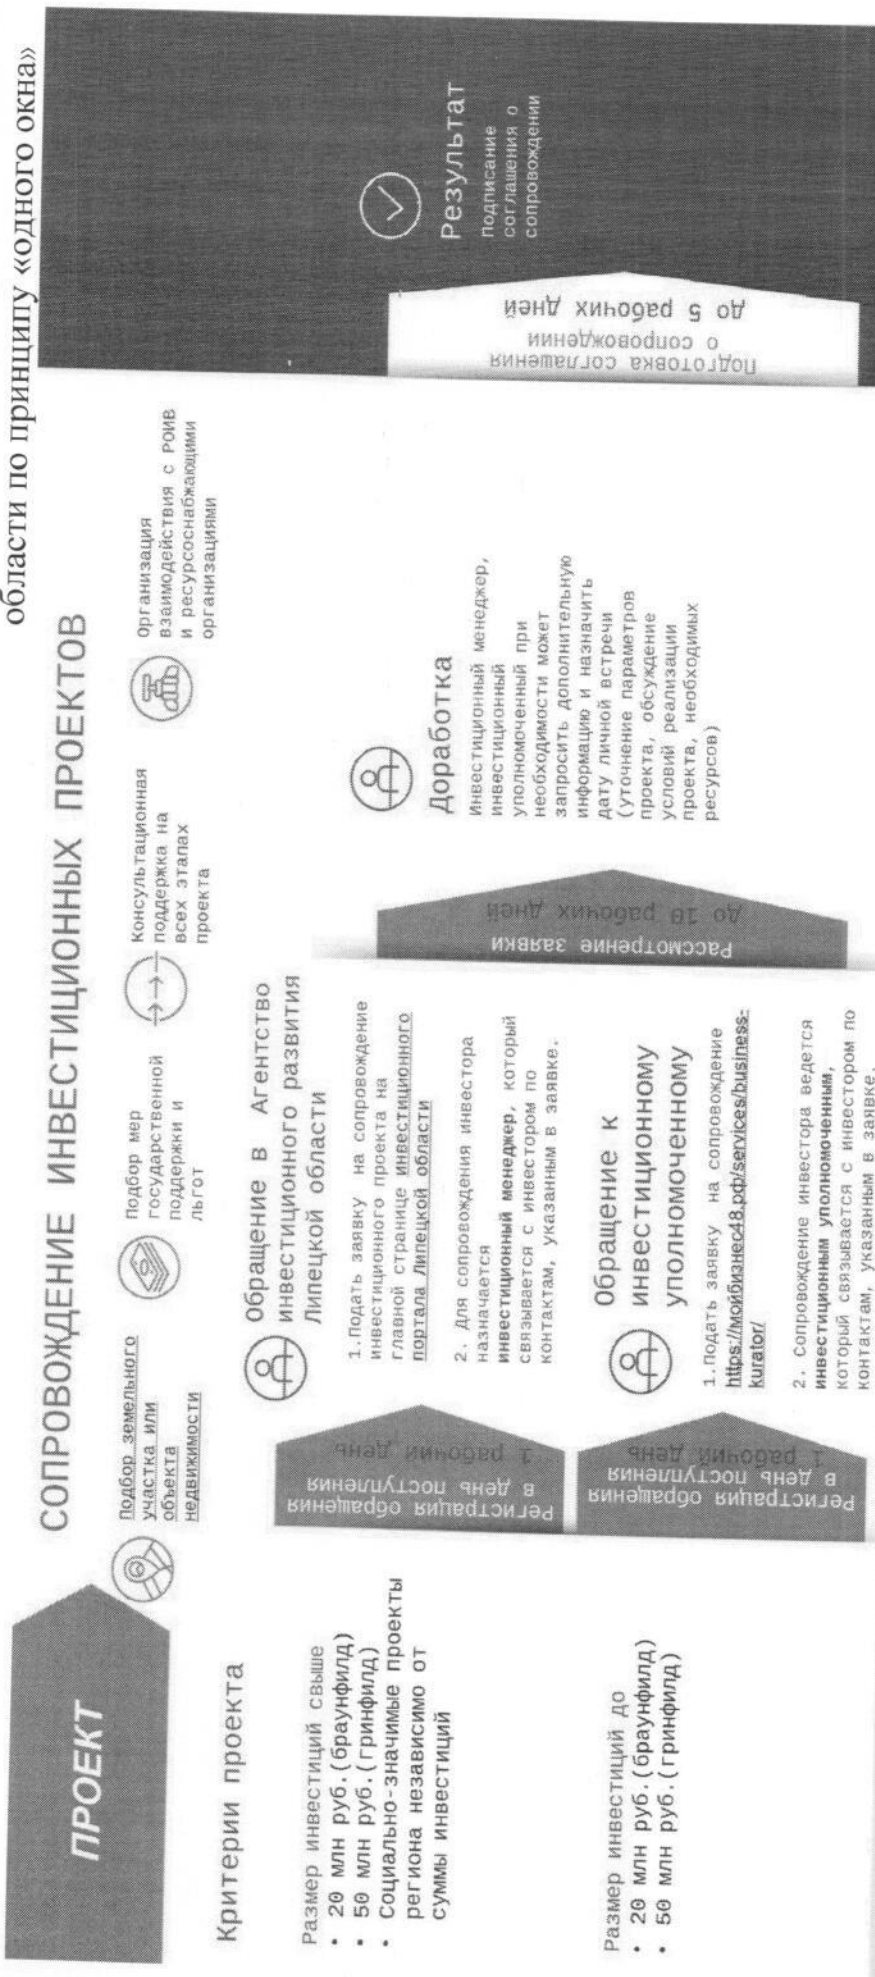 области по принципу «одного окна»
ПРОЕКТ
СОПРОВОЖДЕНИЕ ИНВЕСТИЦИОННЫХ ПРОЕКТОВ
Подбор земельного
участка или
объекта
недвижимости
Подбор мер
государственной
поддержки и
льгот
Консультационная
поддержка на
всех этапах
проекта
Организация
взаимодействия с РОИВ
и ресурсоснабжающими
организациями
Критерии проекта
Размер инвестиций свыше
• 20 млн руб.(браунфилд)
• 50 млн руб.(гринфилд)
• Социально-значимые проекты
региона независимо от
суммы инвестиций
Размер инвестиций до
• 20 млн руб.(браунфилд)
• 50 млн руб.(гринфилд)
Регистрация обращения
в день поступления
1 рабочий день
Регистрация обращения
в день поступления
1 рабочий день
Обращение в Агентство
инвестиционного развития
Липецкой области
1.Подать заявку на сопровождение
инвестиционного проекта на
главной странице инвестиционного
портала Липецкой области
2. Для сопровождения инвестора
назначается
инвестиционный менеджер, который
связывается с инвестором по
контактам, указанным в заявке.
Обращение к
инвестиционному
уполномоченному
1.Подать заявку на сопровождение
https://мойбизнес48.рф/services/business-
kurator/
2. Сопровождение инвестора ведется
инвестиционным уполномоченным,
который связывается с инвестором по
контактам, указанным в заявке.
Рассмотрение заявки
до 10 рабочих дней
Доработка
Инвестиционный менеджер,
инвестиционный
уполномоченный при
необходимости может
запросить дополнительную
информацию и назначить
дату личной встречи
(уточнение параметров
проекта, обсуждение
условий реализации
проекта, необходимых
ресурсов)
Подготовка соглашения
о сопровождении
до 5 рабочих дней
Результат
Подписание
соглашения о
сопровождении